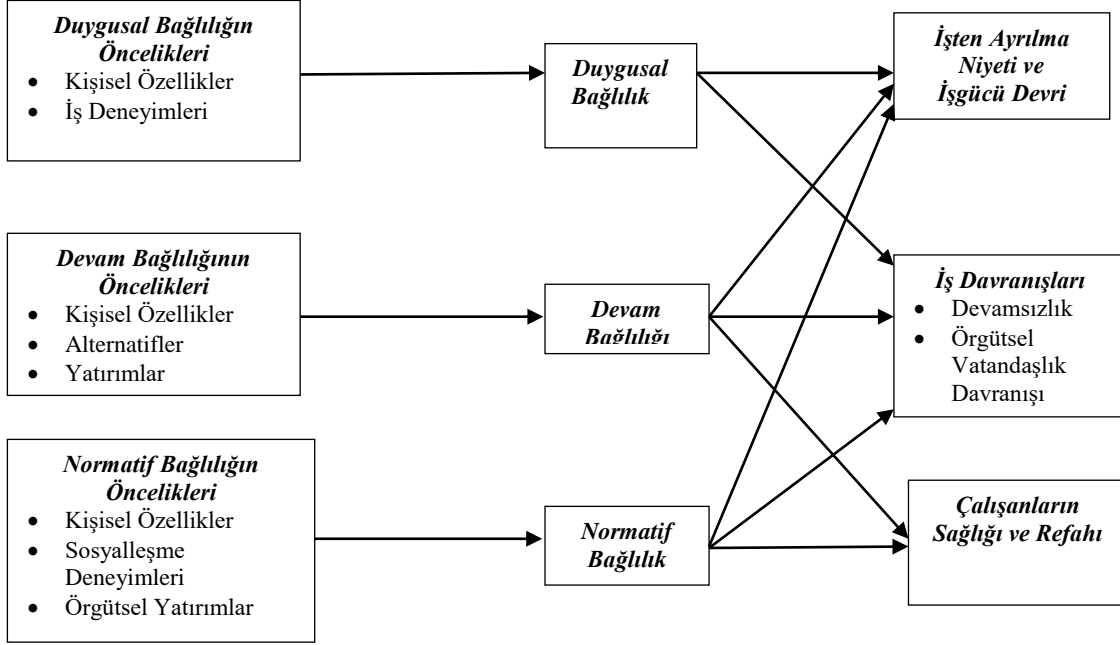 Duygusal Bağlılığın
Öncelikleri
• Kişisel Özellikler
• İş Deneyimleri
Duygusal
Bağlılık
İşten Ayrılma
Niyeti ve
İşgücü Devri
Devam Bağlılığının
Öncelikleri
• Kişisel Özellikler
• Alternatifler
• Yatırımlar
Devam
Bağlılığı
İş Davranışları
• Devamsızlık
• Örgütsel
Vatandaşlık
Davranışı
Normatif Bağlılığın
Öncelikleri
• Kişisel Özellikler
• Sosyalleşme
Deneyimleri
• Örgütsel Yatırımlar
Normatif
Bağlılık
Çalışanların
Sağlığı ve Refahı